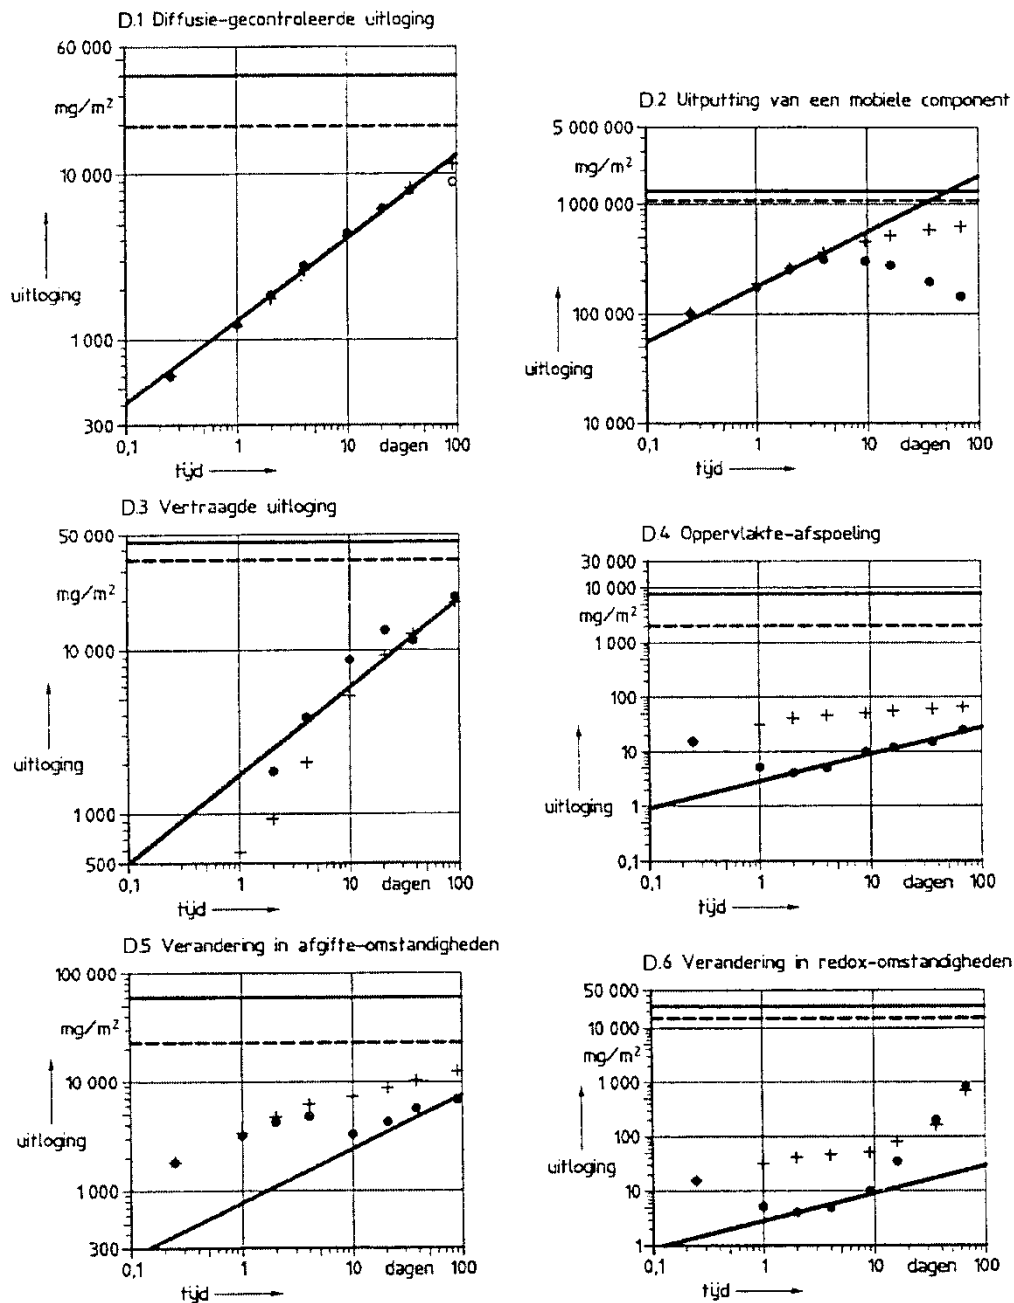 D.1 Diffusie-gecontroleerde uitloging
60 000
mg/m²
10 000
uitloging
1 000
300
0,1 1 10 dagen 100
tijd
D.2 Uitputting van een mobiele component
5 000 000
mg/m²
1 000 000
100 000
uitloging
10 000
0,1 1 10 dagen 100
tijd
D.3 Vertraagde uitloging
50 000
mg/m²
10 000
uitloging
1 000
500
0,1 1 10 dagen 100
tijd
D.4 Oppervlakte-afspoeling
30 000
10 000
mg/m²
1 000
100
10
uitloging
1
0,1
0,1 1 10 dagen 100
tijd
D.5 Verandering in afgifte-omstandigheden
100 000
mg/m²
10 000
uitloging
1 000
300
0,1 1 10 dagen 100
tijd
D.6 Verandering in redox-omstandigheden
50 000
10 000
mg/m²
1 000
100
uitloging
10
1
0,1 1 10 dagen 100
tijd